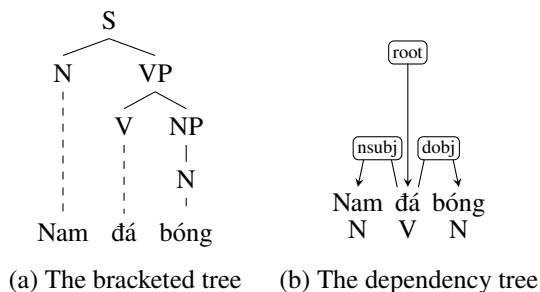 S
N VP
V NP
N
Nam đá bóng
(a) The bracketed tree
root
nsubj dobj
Nam đá bóng
N V N
(b) The dependency tree